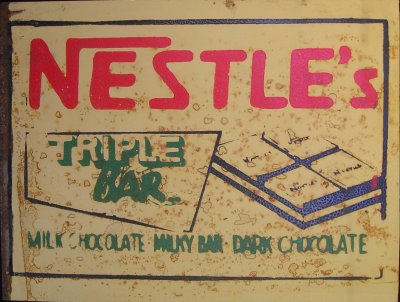 NESTLE's
TRIPLE
BAR
MILK CHOCOLATE MILKY BAR DARK CHOCOLATE